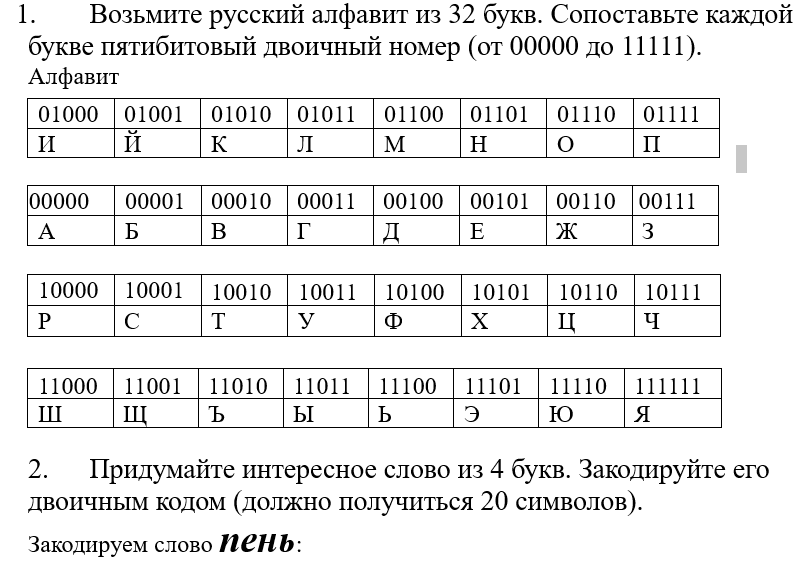 1. Возьмите русский алфавит из 32 букв. Сопоставьте каждой
букве пятибитовый двоичный номер (от 00000 до 11111).
Алфавит
01000 01001 01010 01011 01100 01101 01110 01111
И Й К Л М Н О П
00000 00001 00010 00011 00100 00101 00110 00111
А Б В Г Д Е Ж З
10000 10001 10010 10011 10100 10101 10110 10111
Р С Т У Ф Х Ц Ч
11000 11001 11010 11011 11100 11101 11110 111111
Ш Щ Ъ Ы Ь Э Ю Я
2. Придумайте интересное слово из 4 букв. Закодируйте его
двоичным кодом (должно получиться 20 символов).
Закодируем слово пень: